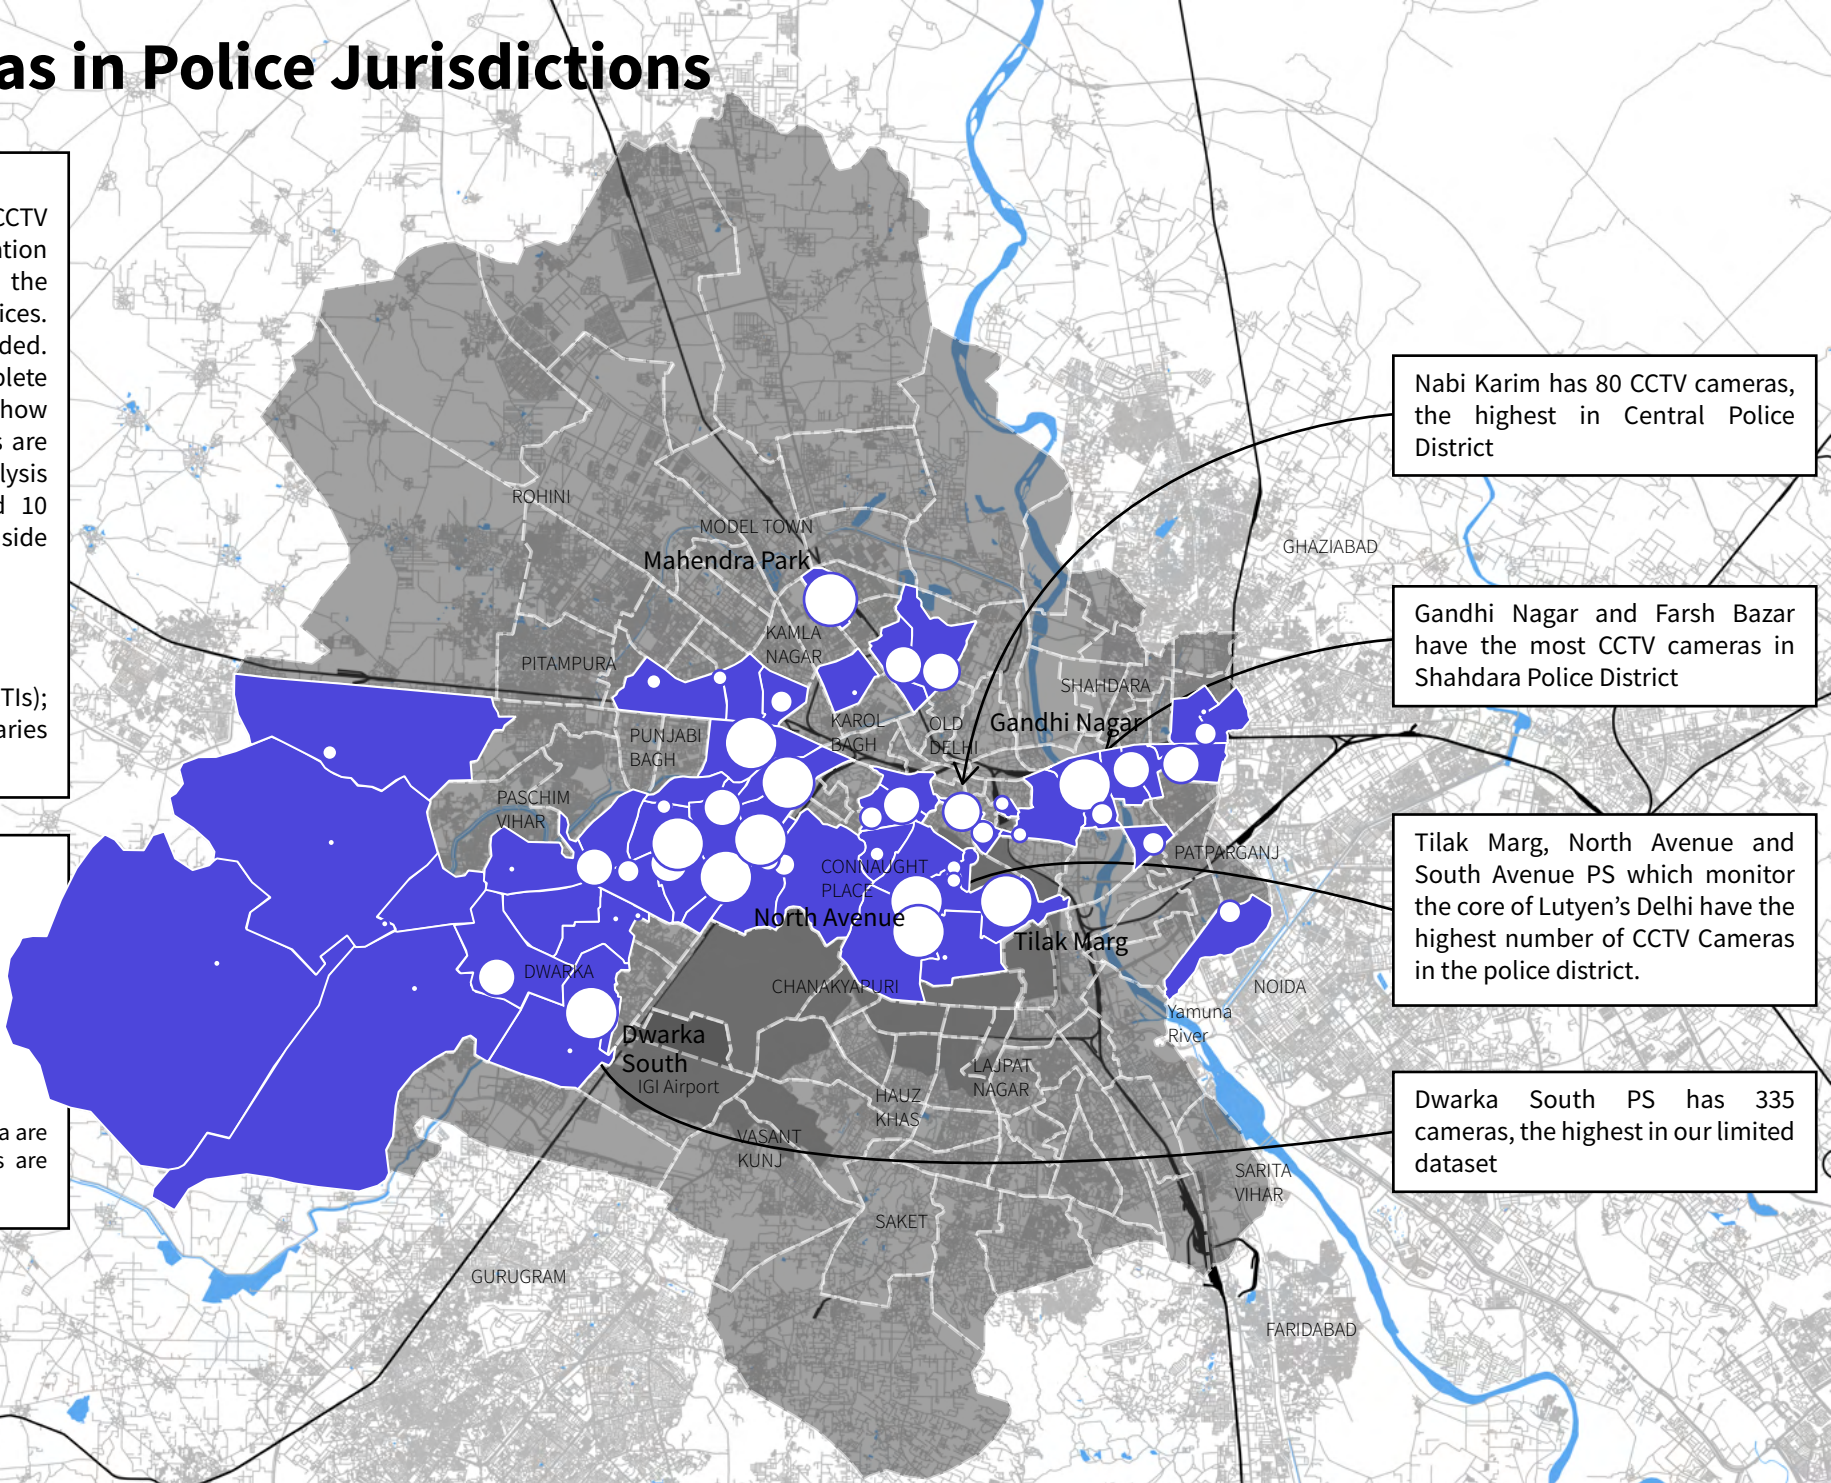 as in Police Jurisdictions
CCTV
the
ices.
ded.
how
s are
lysis
d 10
side
TIs);
aries
a are
s are
ROHINI
MODEL TOWN
Mahendra Park
GHAZIABAD
KAMLA
NAGAR
PITAMPURA
SHAHDARA
KAROL
BAGH
OLD
DELHI
Gandhi Nagar
PUNJABI
BAGH
PASCHIM
VIHAR
PATPARGANJ
CONNAUGHT
PLACE
North Avenue
Tilak Marg
DWARKA
CHANAKYAPURI
NOIDA
Yamuna
River
Dwarka
South
IGI Airport
LAJPAT
NAGAR
HAUZ
KHAS
VASANT
KUNJ
SARITA
VIHAR
SAKET
GURUGRAM
FARIDABAD
Nabi Karim has 80 CCTV cameras,
the highest in Central Police
District
Gandhi Nagar and Farsh Bazar
have the most CCTV cameras in
Shahdara Police District
Tilak Marg, North Avenue and
South Avenue PS which monitor
the core of Lutyen's Delhi have the
highest number of CCTV Cameras
in the police district.
Dwarka South PS has 335
cameras, the highest in our limited
dataset